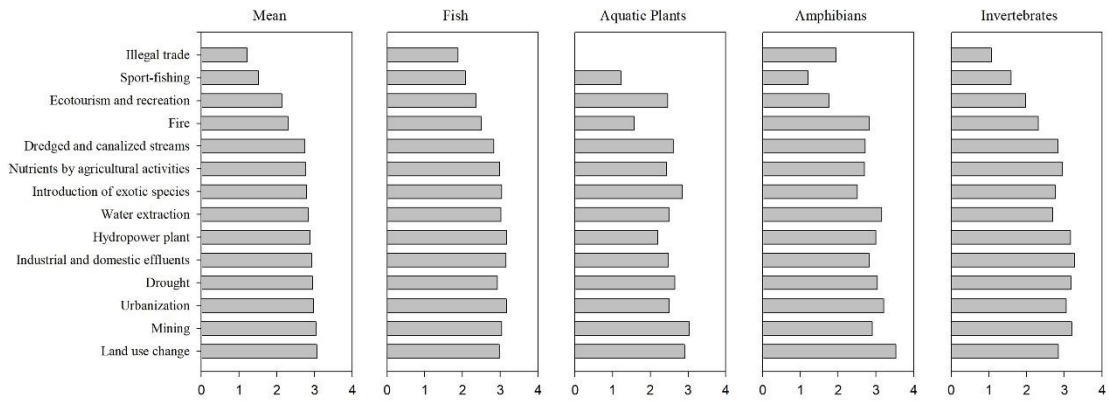 Mean Fish Aquatic Plants Amphibians Invertebrates
Illegal trade
Sport-fishing
Ecotourism and recreation
Fire
Dredged and canalized streams
Nutrients by agricultural activities
Introduction of exotic species
Water extraction
Hydropower plant
Industrial and domestic effluents
Drought
Urbanization
Mining
Land use change
0 1 2 3 4 0 1 2 3 4 0 1 2 3 4 0 1 2 3 4 0 1 2 3 4